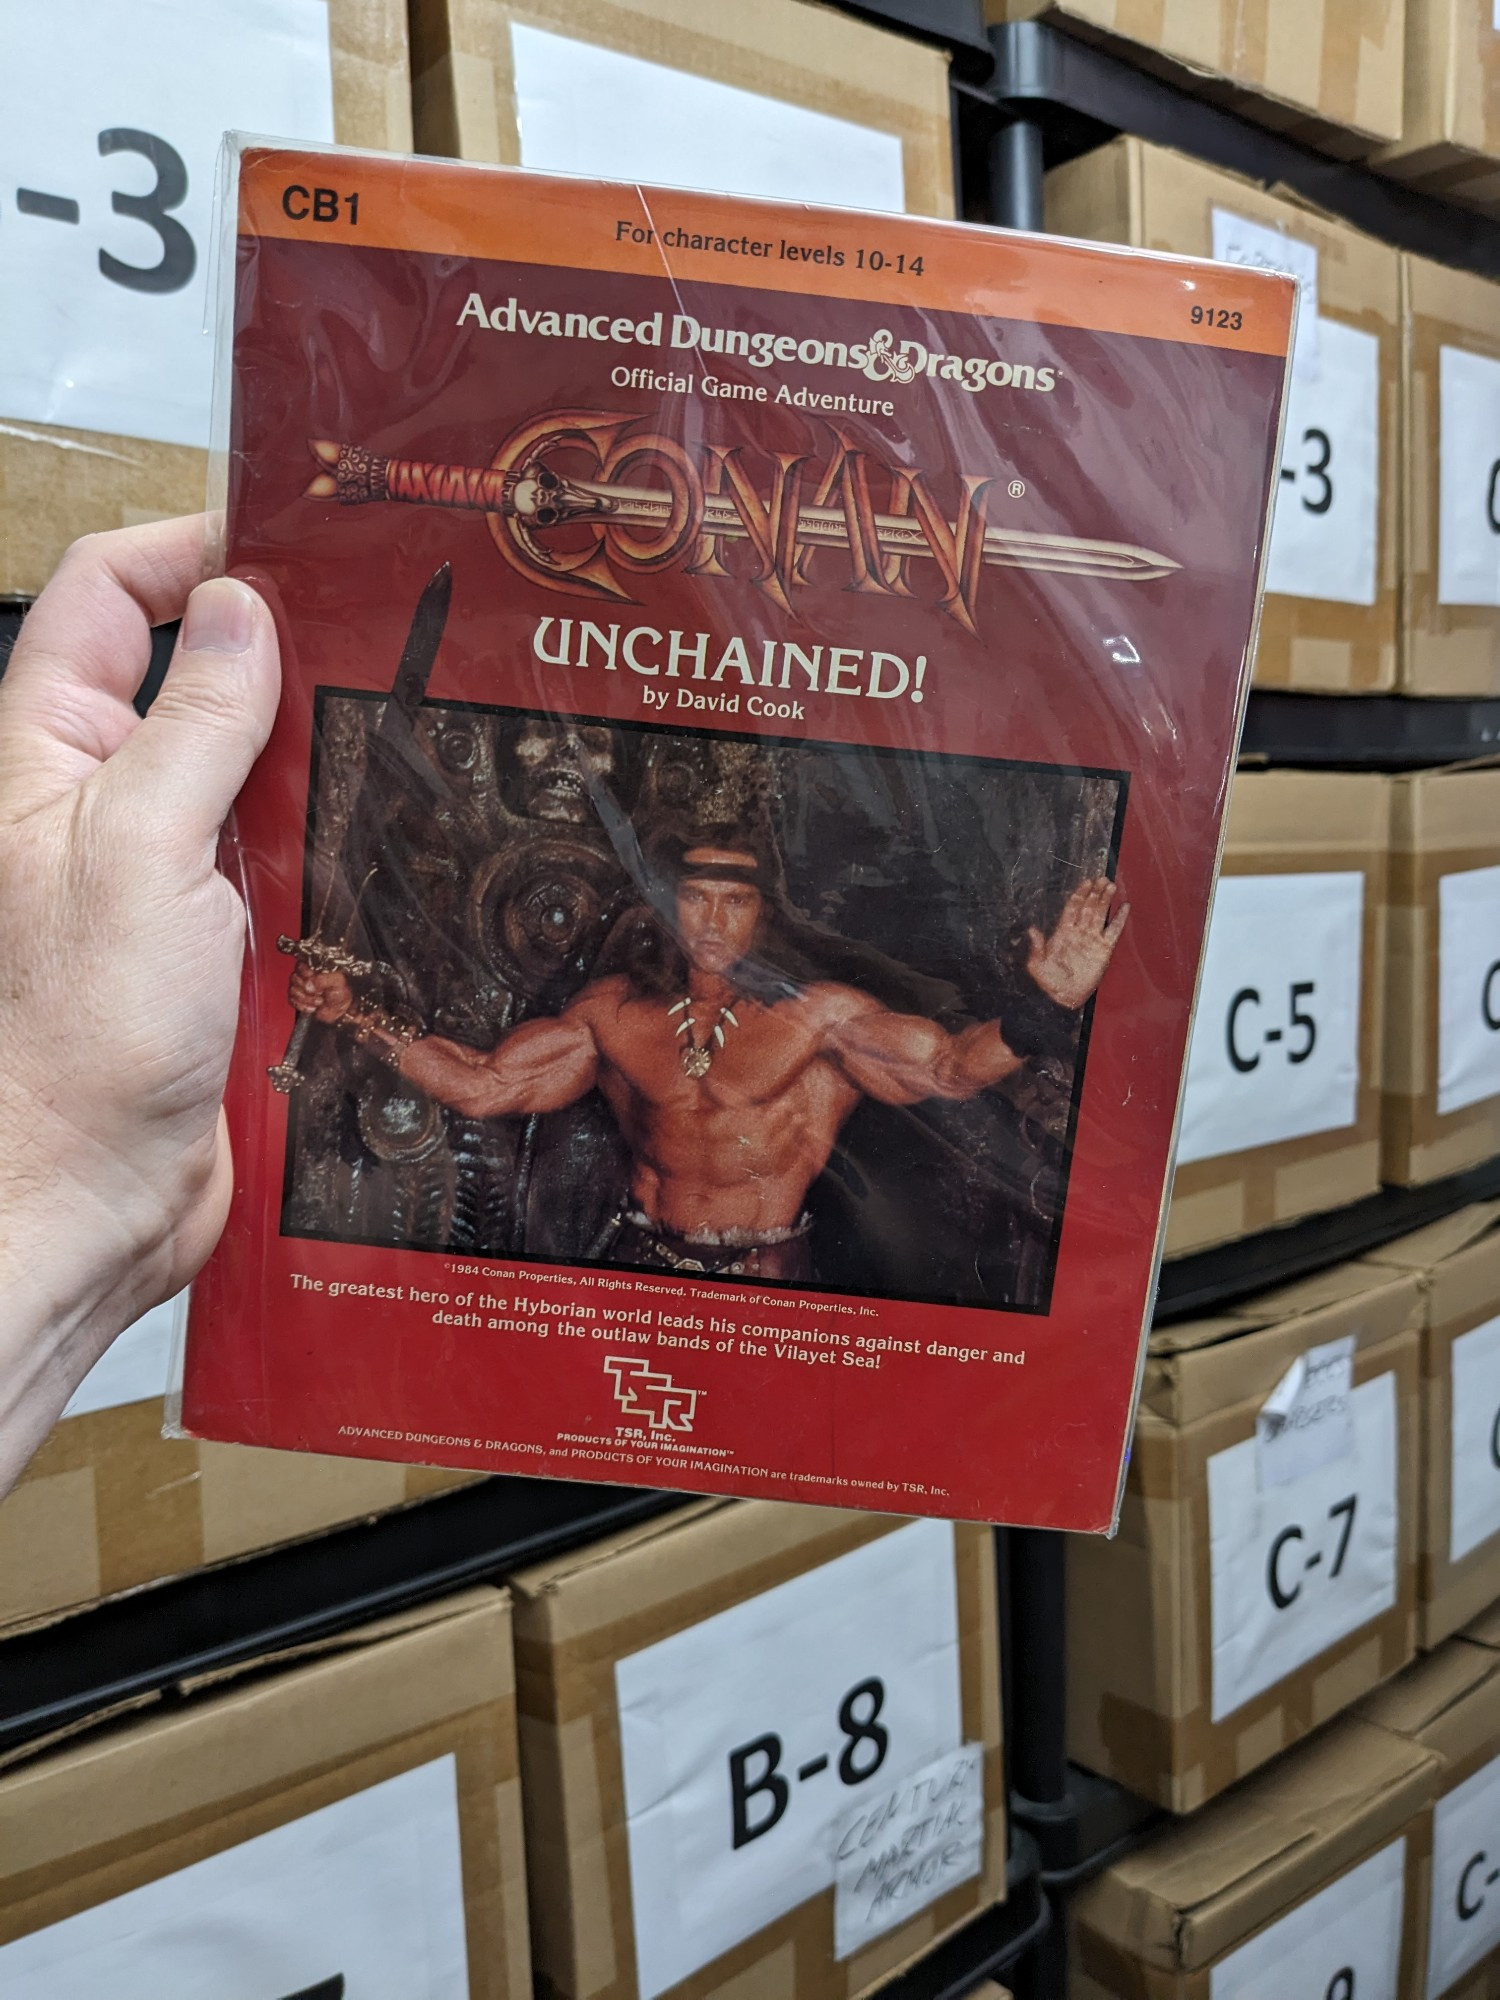 -3
CB1
For character levels 10-14
9123
Advanced Dungeons & Dragons
Official Game Adventure
CONAN®
UNCHAINED!
by David Cook
©1984 Conan Properties, All Rights Reserved. Trademark of Conan Properties, Inc.
The greatest hero of the Hyborian world leads his companions against danger and
death among the outlaw bands of the Vilayet Sea!
TSR™
TSR, Inc.
PRODUCTS OF YOUR IMAGINATION™
ADVANCED DUNGEONS & DRAGONS, and PRODUCTS OF YOUR IMAGINATION are trademarks owned by TSR, Inc.
-3
C-5
C-7
B-8
CENTURY
MARTIAL
ARMOR
C-